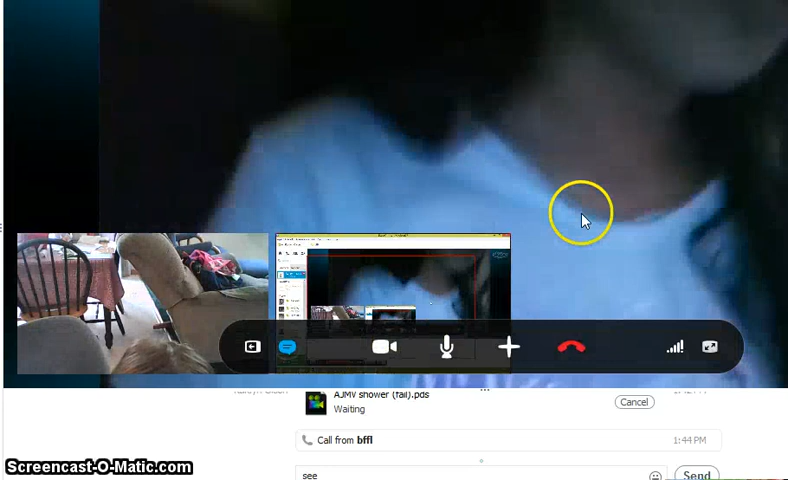 AJMV shower (fail).pds
Waiting
Cancel
Call from bffl
1:44 PM
see
Send
Screencast-O-Matic.com